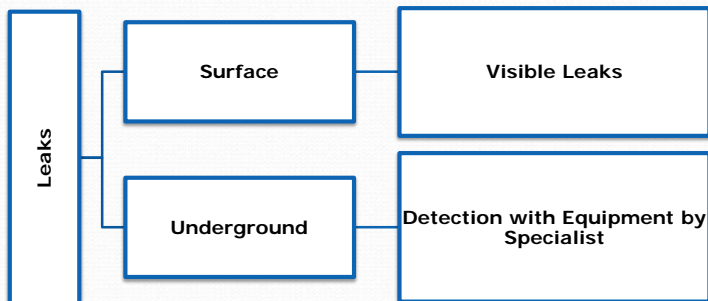 Leaks
Surface
Visible Leaks
Underground
Detection with Equipment by
Specialist